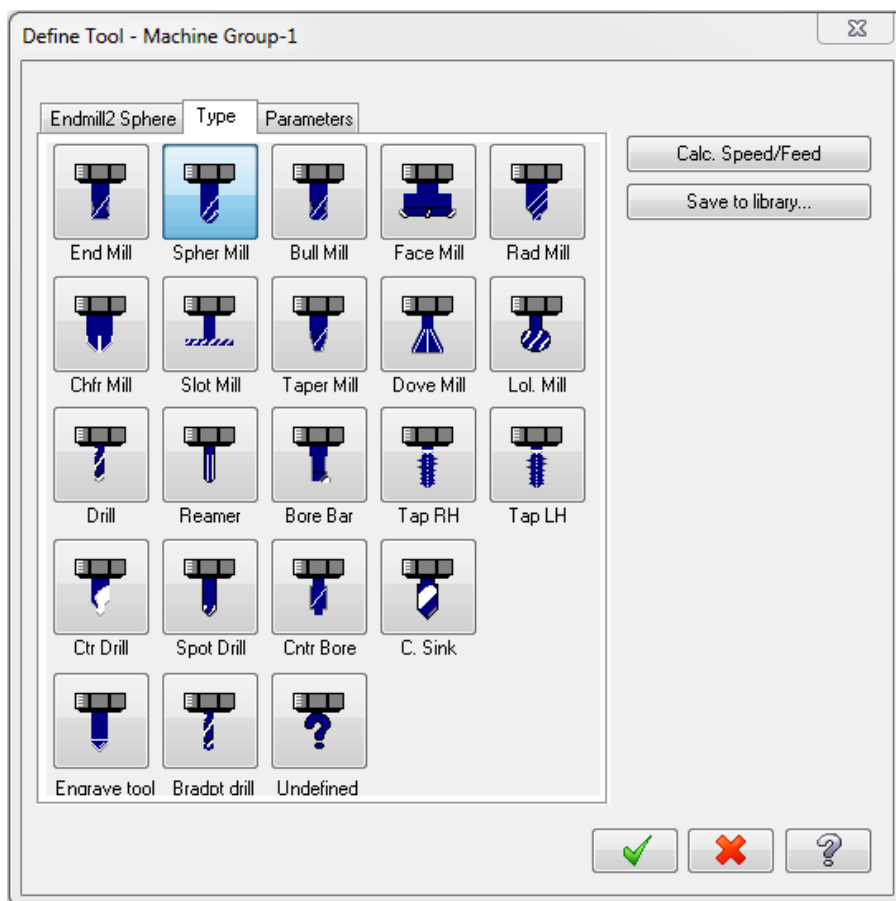 Define Tool - Machine Group-1
Endmill2 Sphere Type Parameters
Calc. Speed/Feed
Save to library...
End Mill Spher Mill Bull Mill Face Mill Rad Mill
Chfr Mill Slot Mill Taper Mill Dove Mill Lol. Mill
Drill Reamer Bore Bar Tap RH Tap LH
Ctr Drill Spot Drill Cntr Bore C. Sink
Engrave tool Bradpt drill Undefined